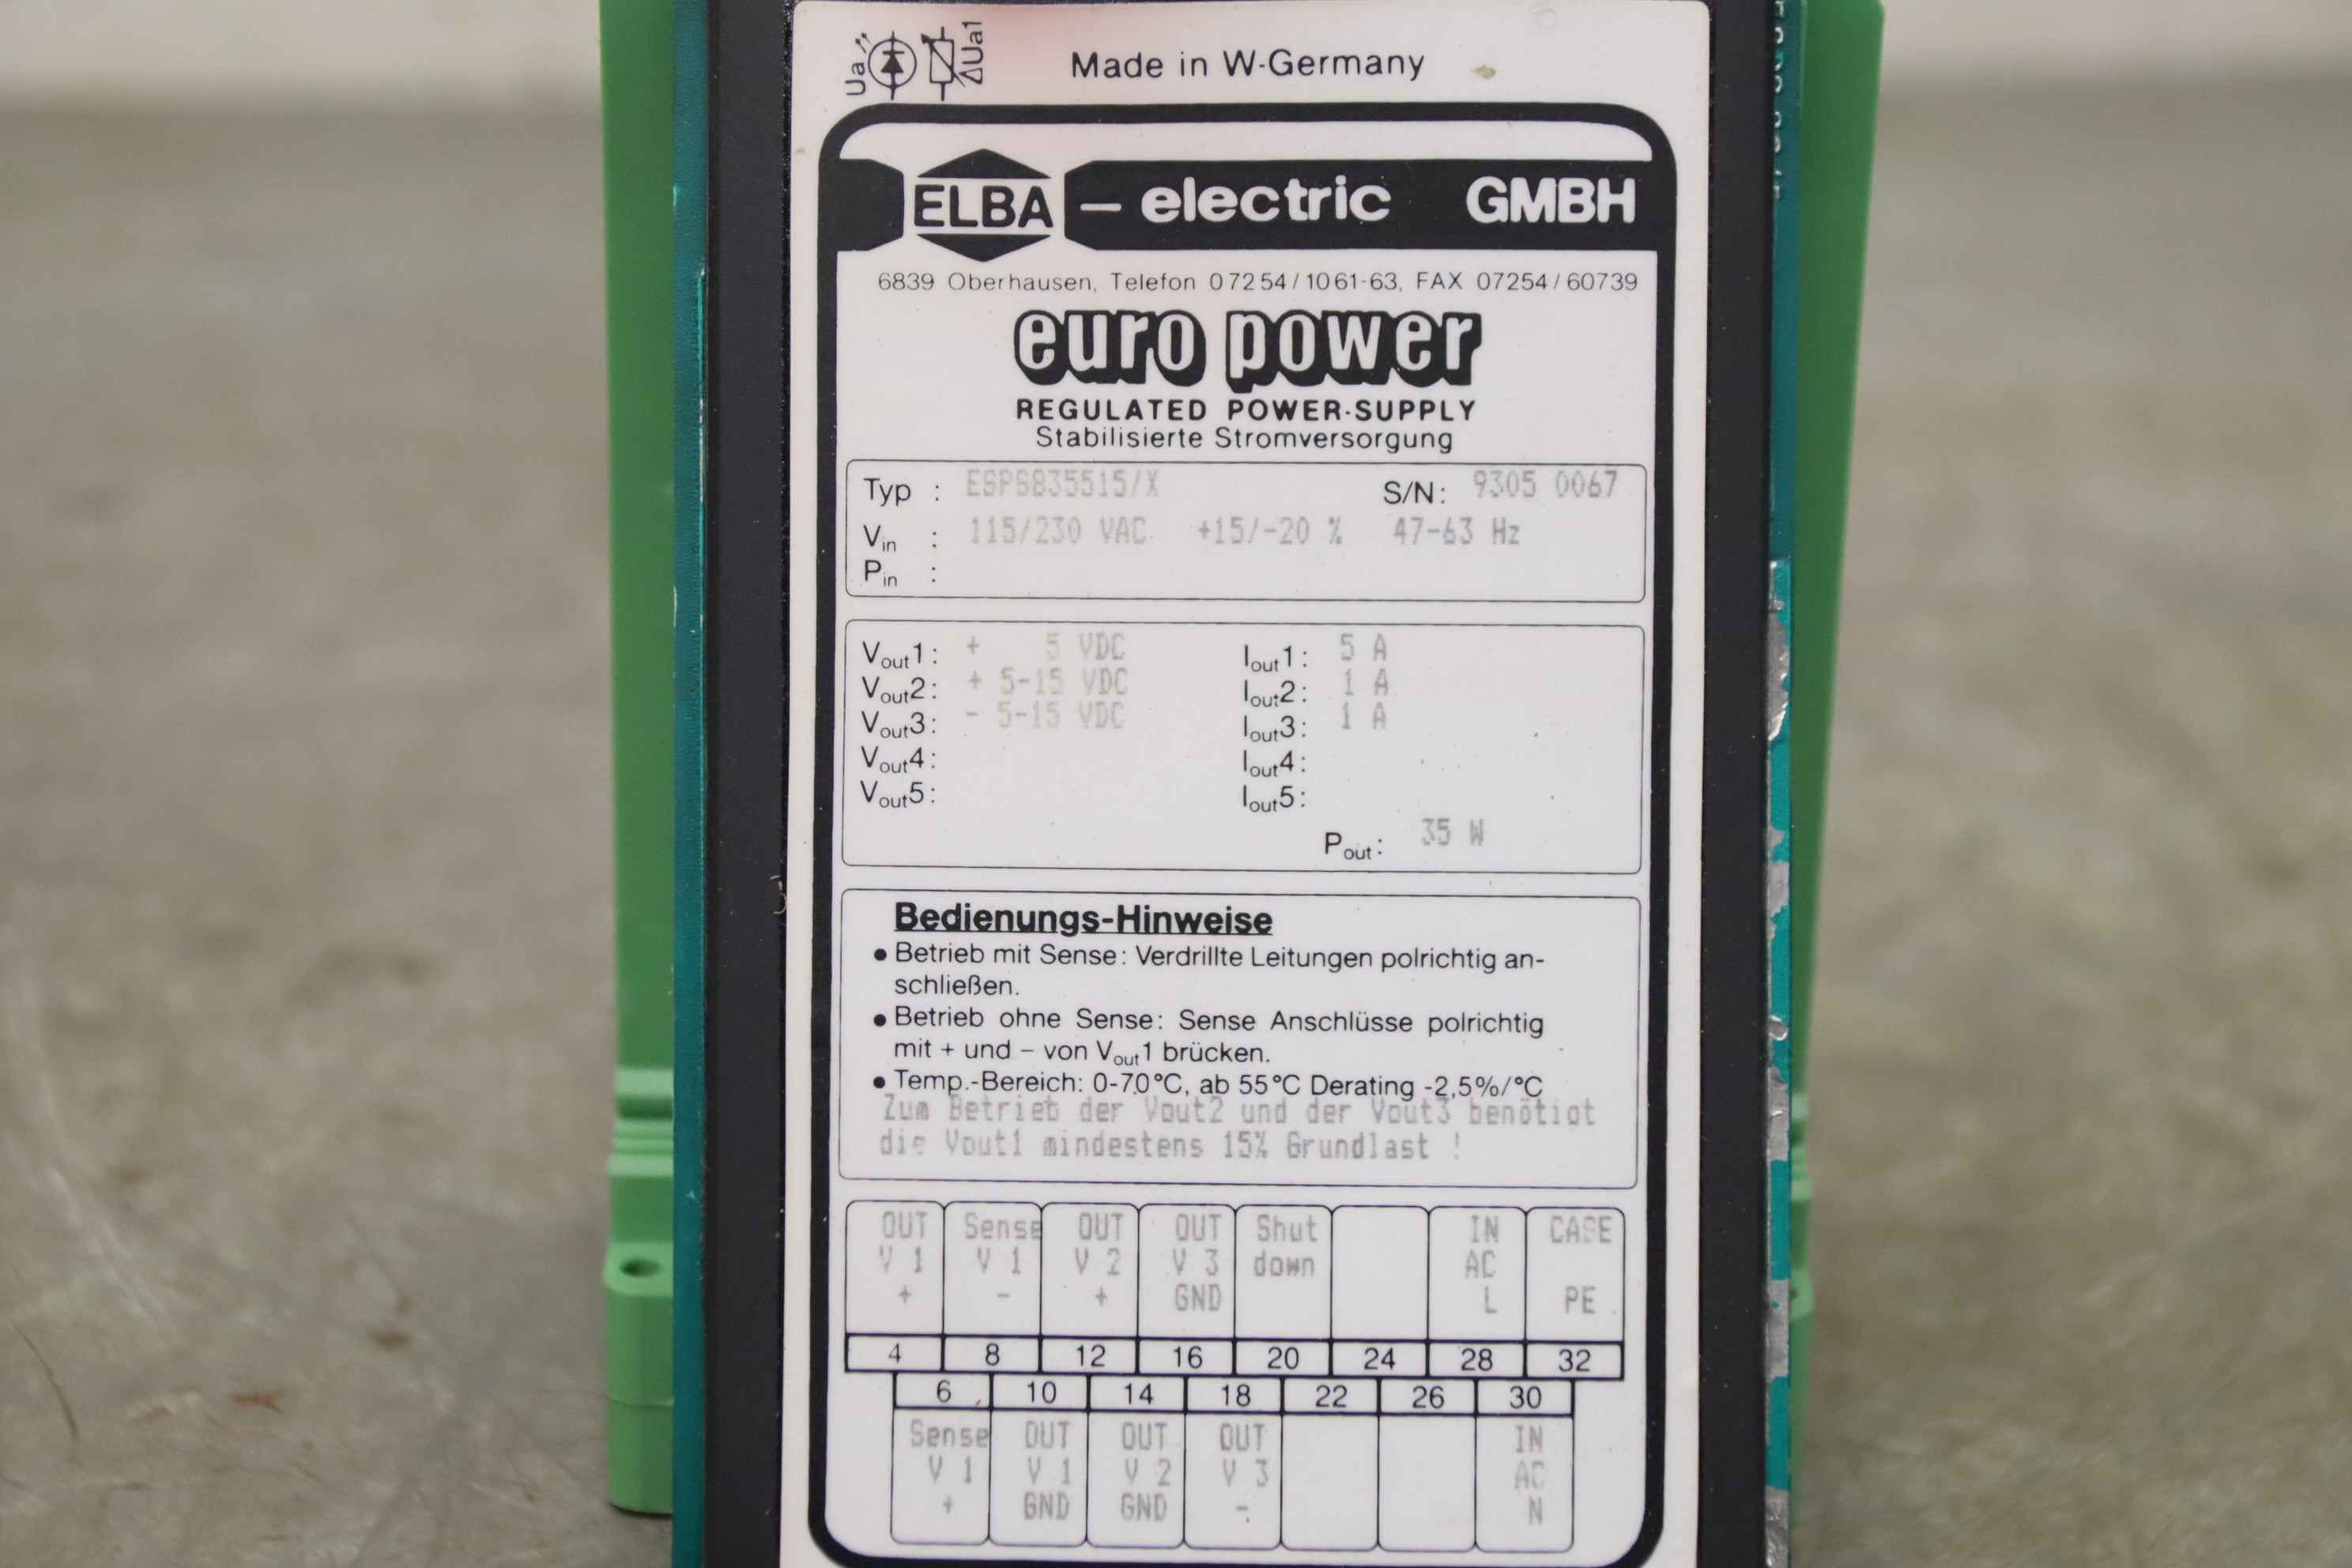 Ua
ΔUa1
Made in W-Germany
ELBA – electric GMBH
6839 Oberhausen, Telefon 07254/1061-63, FAX 07254/60739
euro power
REGULATED POWER-SUPPLY
Stabilisierte Stromversorgung
Typ : ESPS835515/X S/N: 9305 0067
Vin : 115/230 VAC +15/-20 % 47-63 Hz
Pin :
Vout1: + 5 VDC Iout1: 5 A
Vout2: + 5-15 VDC Iout2: 1 A
Vout3: - 5-15 VDC Iout3: 1 A
Vout4: Iout4:
Vout5: Iout5:
Pout: 35 W
Bedienungs-Hinweise
• Betrieb mit Sense: Verdrillte Leitungen polrichtig an-
schließen.
• Betrieb ohne Sense: Sense Anschlüsse polrichtig
mit + und – von Vout1 brücken.
• Temp.-Bereich: 0-70°C, ab 55°C Derating -2,5%/°C
Zum Betrieb der Vout2 und der Vout3 benötigt
die Vout1 mindestens 15% Grundlast !
OUT Sense OUT OUT Shut IN CASE
V 1 V 1 V 2 V 3 down AC
+ - + GND L PE
4 8 12 16 20 24 28 32
6 10 14 18 22 26 30
Sense OUT OUT OUT IN
V 1 V 1 V 2 V 3 AC
+ GND GND - N